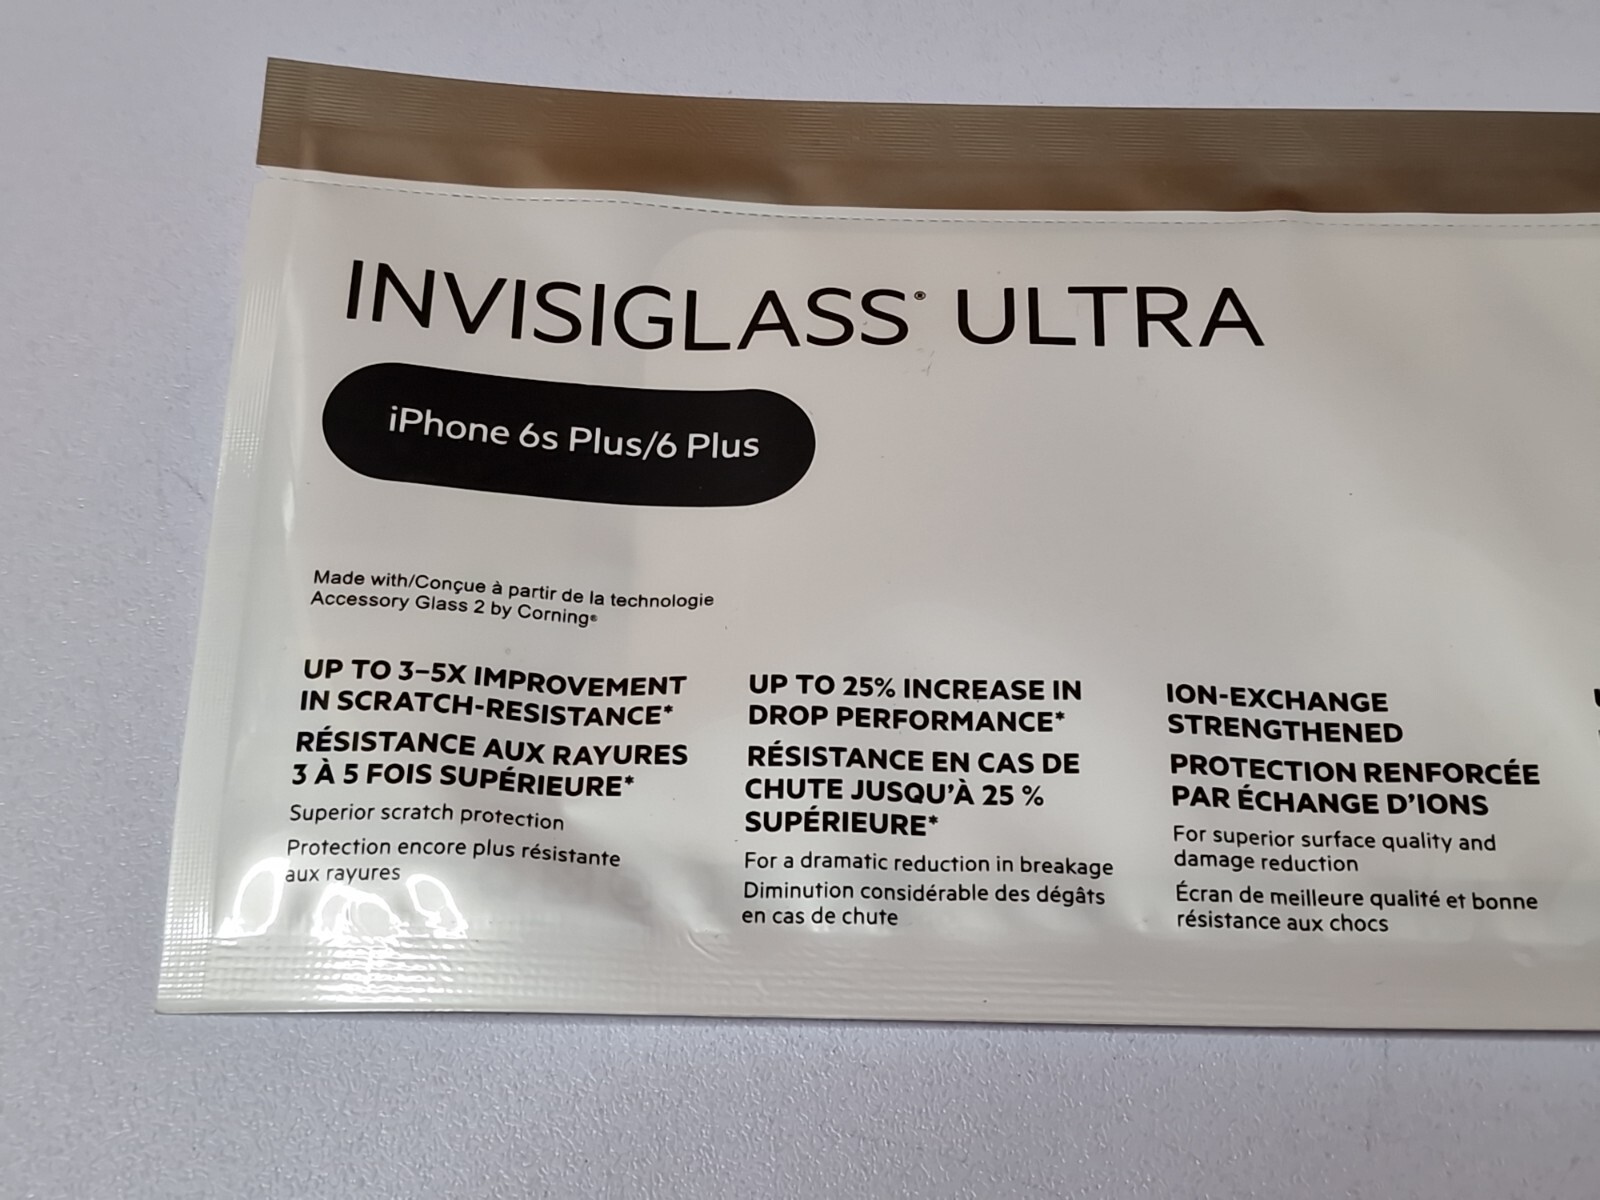 INVISIGLASS® ULTRA
iPhone 6s Plus/6 Plus
Made with/Conçue à partir de la technologie
Accessory Glass 2 by Corning®
UP TO 3–5X IMPROVEMENT
IN SCRATCH-RESISTANCE*
RÉSISTANCE AUX RAYURES
3 À 5 FOIS SUPÉRIEURE*
Superior scratch protection
Protection encore plus résistante
aux rayures
UP TO 25% INCREASE IN
DROP PERFORMANCE*
RÉSISTANCE EN CAS DE
CHUTE JUSQU’À 25 %
SUPÉRIEURE*
For a dramatic reduction in breakage
Diminution considérable des dégâts
en cas de chute
ION-EXCHANGE
STRENGTHENED
PROTECTION RENFORCÉE
PAR ÉCHANGE D’IONS
For superior surface quality and
damage reduction
Écran de meilleure qualité et bonne
résistance aux chocs